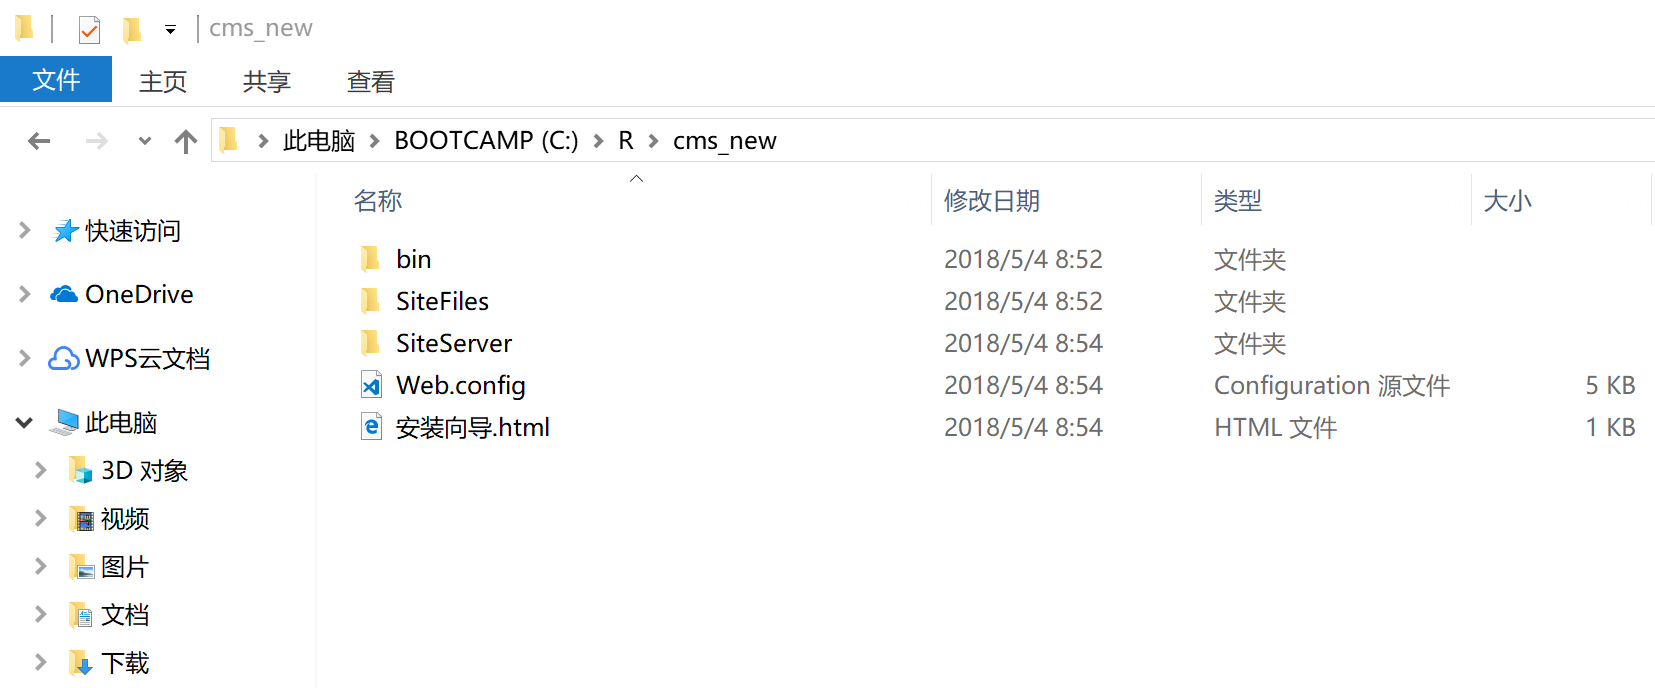 cms_new
文件 主页 共享 查看
此电脑 BOOTCAMP (C:) R cms_new
名称 修改日期 类型 大小
快速访问
OneDrive
WPS云文档
此电脑
3D 对象
视频
图片
文档
下载
bin 2018/5/4 8:52 文件夹
SiteFiles 2018/5/4 8:52 文件夹
SiteServer 2018/5/4 8:54 文件夹
Web.config 2018/5/4 8:54 Configuration 源文件 5 KB
安装向导.html 2018/5/4 8:54 HTML 文件 1 KB